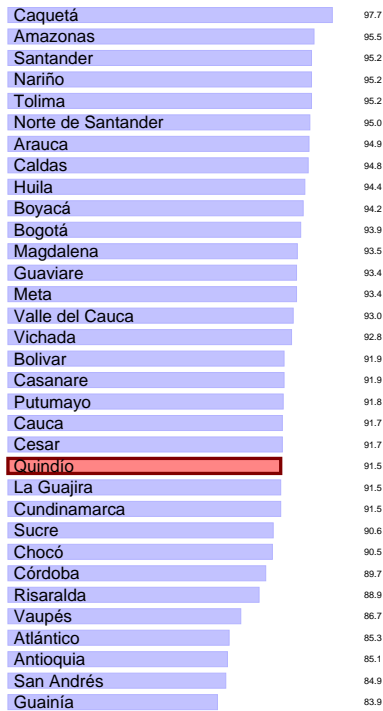 Caquetá 97.7
Amazonas 95.5
Santander 95.2
Nariño 95.2
Tolima 95.2
Norte de Santander 95.0
Arauca 94.9
Caldas 94.8
Huila 94.4
Boyacá 94.2
Bogotá 93.9
Magdalena 93.5
Guaviare 93.4
Meta 93.4
Valle del Cauca 93.0
Vichada 92.8
Bolivar 91.9
Casanare 91.9
Putumayo 91.8
Cauca 91.7
Cesar 91.7
Quindío 91.5
La Guajira 91.5
Cundinamarca 91.5
Sucre 90.6
Chocó 90.5
Córdoba 89.7
Risaralda 88.9
Vaupés 86.7
Atlántico 85.3
Antioquia 85.1
San Andrés 84.9
Guainía 83.9